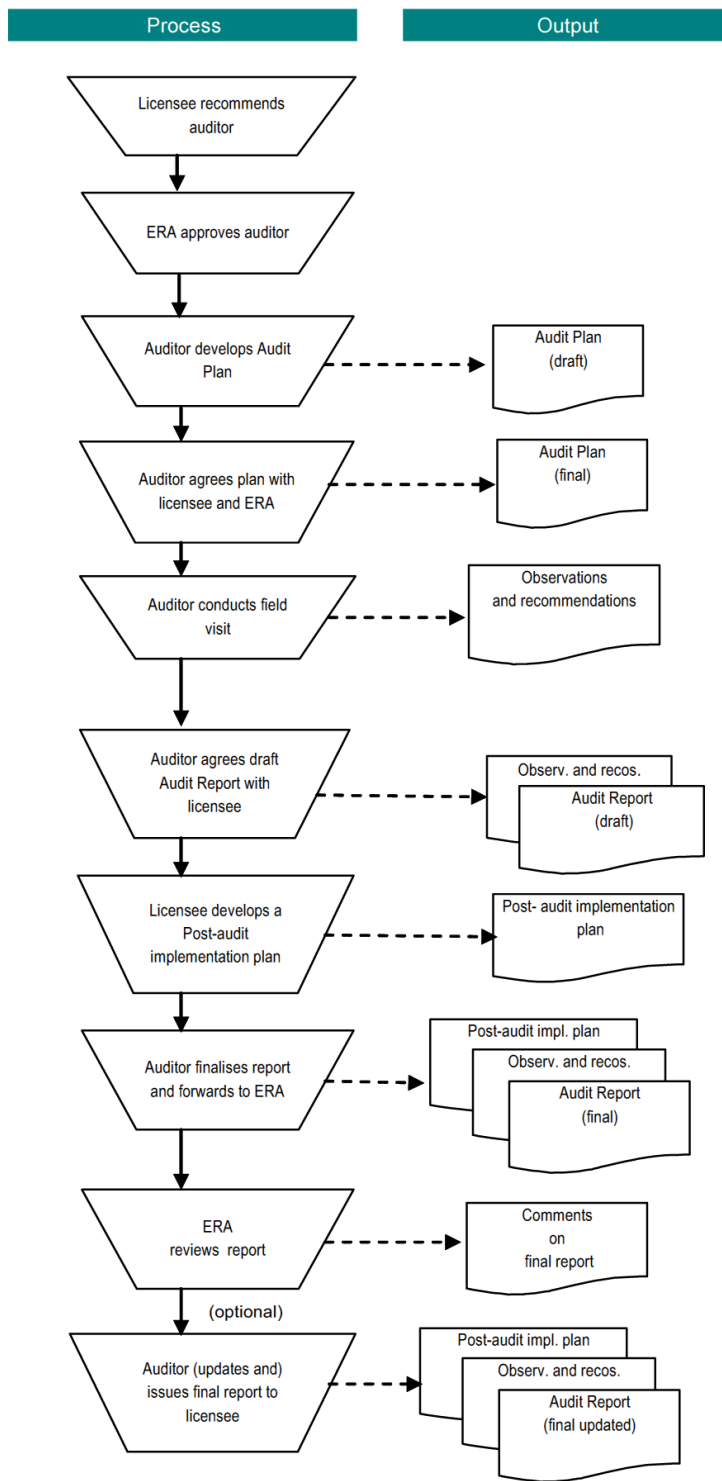 Process
Output
Licensee recommends
auditor
ERA approves auditor
Auditor develops Audit
Plan
Audit Plan
(draft)
Auditor agrees plan with
licensee and ERA
Audit Plan
(final)
Auditor conducts field
visit
Observations
and recommendations
Auditor agrees draft
Audit Report with
licensee
Observ. and recos.
Audit Report
(draft)
Licensee develops a
Post-audit
implementation plan
Post- audit implementation
plan
Auditor finalises report
and forwards to ERA
Post-audit impl. plan
Observ. and recos.
Audit Report
(final)
ERA
reviews report
Comments
on
final report
(optional)
Auditor (updates and)
issues final report to
licensee
Post-audit impl. plan
Observ. and recos.
Audit Report
(final updated)